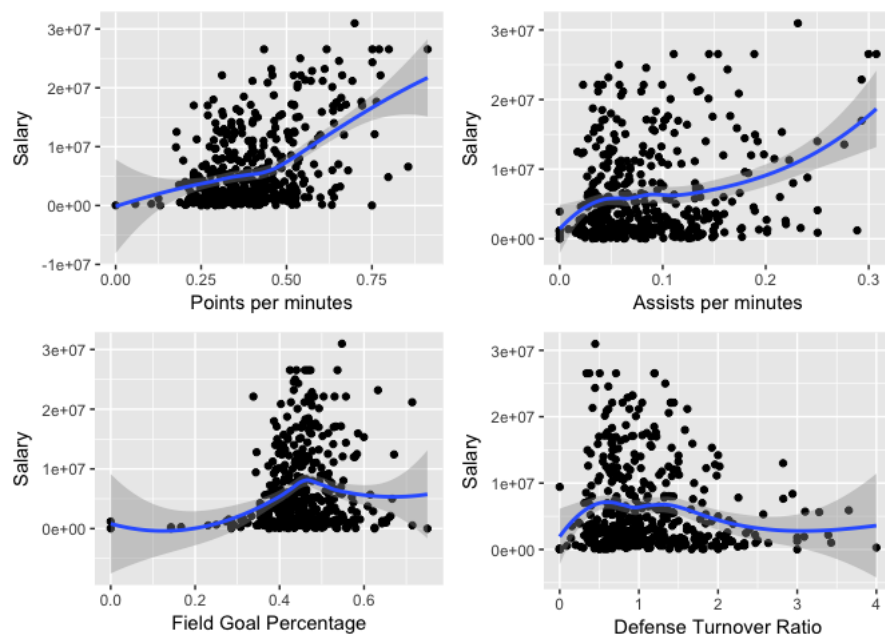 3e+07
2e+07
1e+07
0e+00
-1e+07
Salary
0.00 0.25 0.50 0.75
Points per minutes
3e+07
2e+07
1e+07
0e+00
Salary
0.0 0.1 0.2 0.3
Assists per minutes
3e+07
2e+07
1e+07
0e+00
Salary
0.0 0.2 0.4 0.6
Field Goal Percentage
3e+07
2e+07
1e+07
0e+00
Salary
0 1 2 3 4
Defense Turnover Ratio